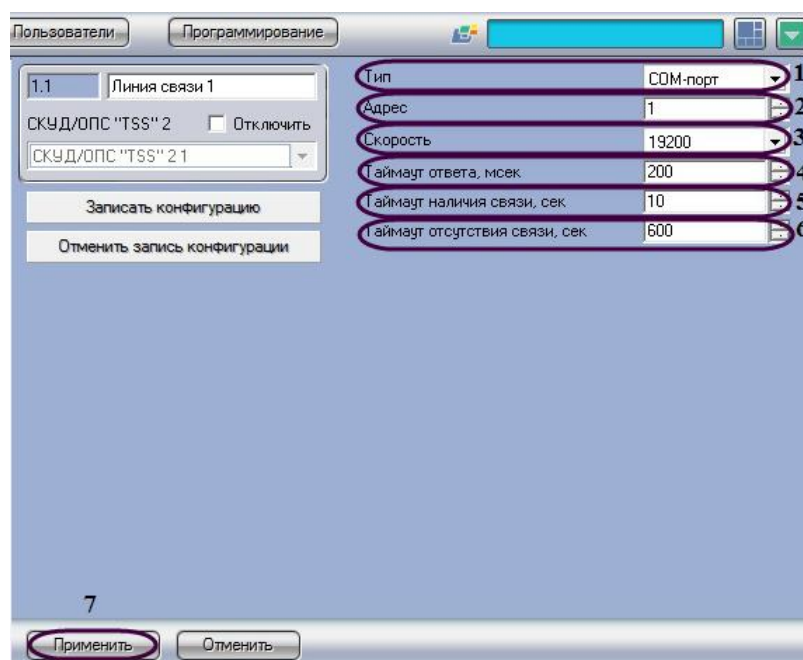 Пользователи Программирование
1.1 Линия связи 1
СКУД/ОПС "TSS" 2 Отключить
СКУД/ОПС "TSS" 2 1
Записать конфигурацию
Отменить запись конфигурации
Тип COM-порт 1
Адрес 1 2
Скорость 19200 3
Таймаут ответа, мсек 200 4
Таймаут наличия связи, сек 10 5
Таймаут отсутствия связи, сек 600 6
7
Применить Отменить